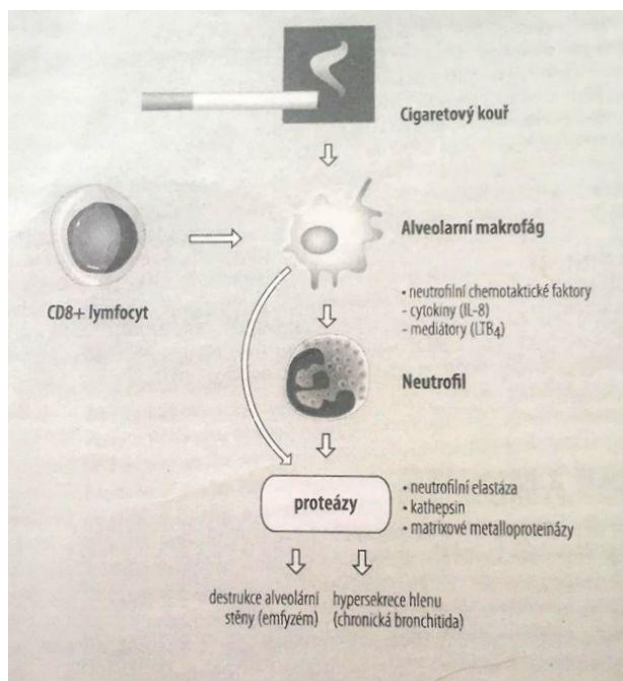 Cigaretový kouř
Alveolarní makrofág
CD8+ lymfocyt
• neutrofilní chemotaktické faktory
- cytokiny (IL-8)
- mediátory (LTB4)
Neutrofil
proteázy
• neutrofilní elastáza
• kathepsin
• matrixové metalloproteinázy
destrukce alveolární
stěny (emfyzém)
hypersekrece hlenu
(chronická bronchitida)